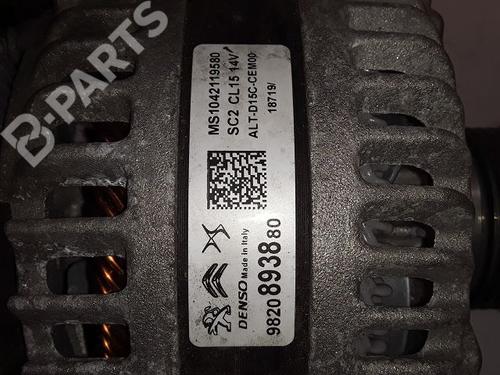 B-PARTS
MS1042119580
SC2 CL15 14V
ALT-D15C-CEM00
18719/
DENSO Made in Italy
9820893880